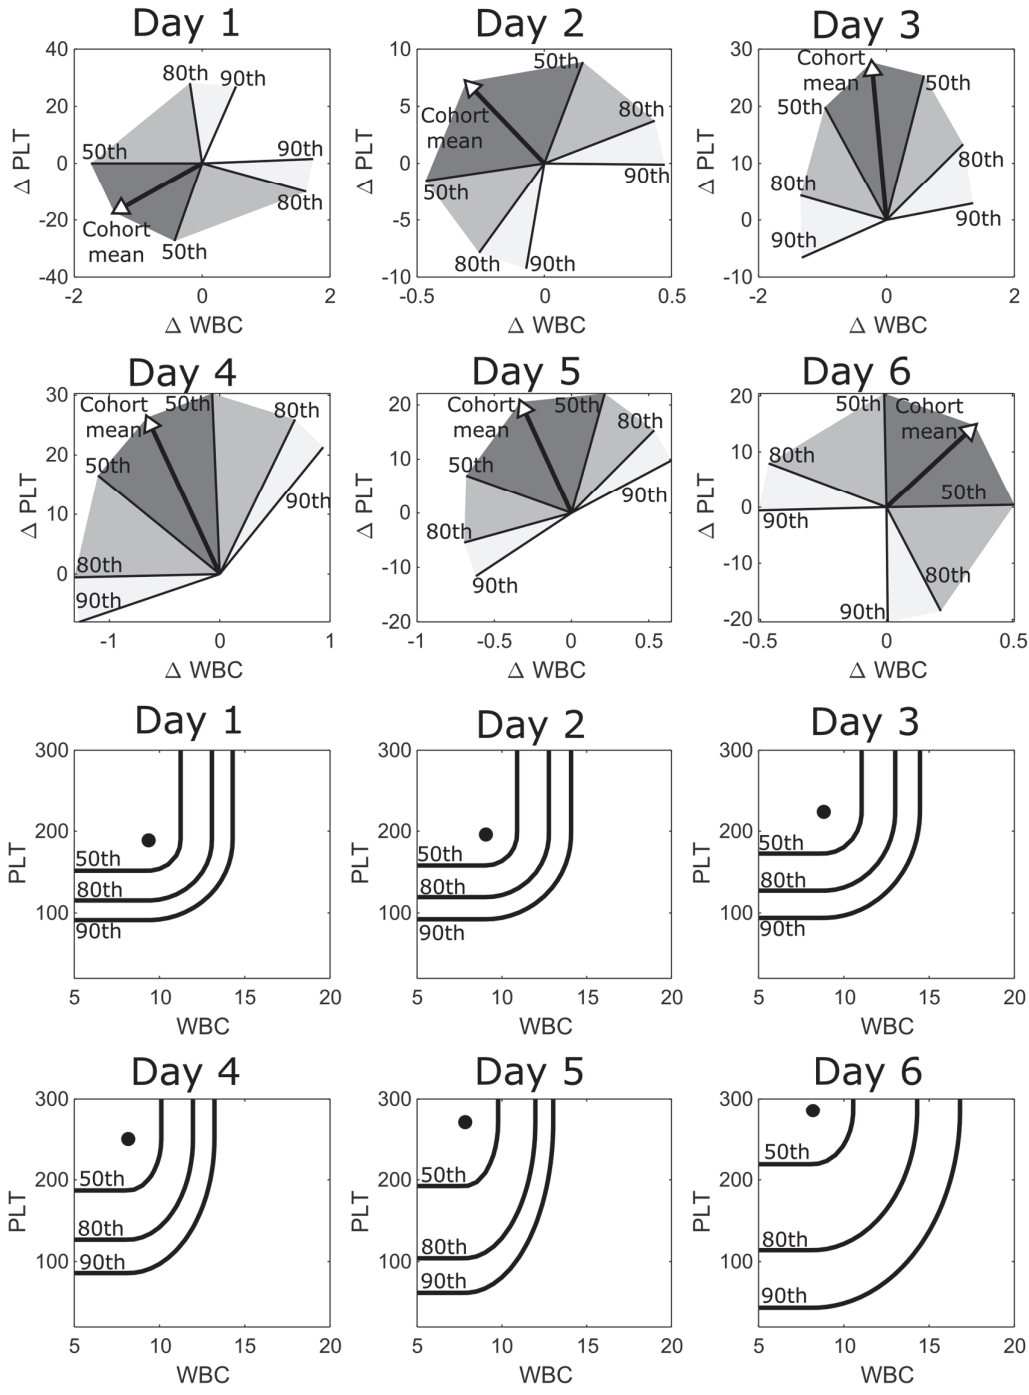 Day 1
Day 2
Day 3
40
20
0
-20
-40
Δ PLT
80th
90th
50th
90th
80th
Cohort
mean
50th
-2
0
2
Δ WBC
10
5
0
-5
-10
Δ PLT
50th
Cohort
mean
80th
50th
90th
80th
90th
-0.5
0
0.5
Δ WBC
30
20
10
0
-10
Δ PLT
Cohort
mean
50th
50th
80th
80th
90th
90th
-2
0
2
Δ WBC
Day 4
Day 5
Day 6
30
20
10
0
Δ PLT
Cohort
mean
50th
80th
50th
90th
80th
90th
-1
0
1
Δ WBC
20
10
0
-10
-20
Δ PLT
Cohort
mean
50th
80th
50th
90th
80th
90th
-1
-0.5
0
0.5
Δ WBC
20
10
0
-10
-20
Δ PLT
50th
Cohort
mean
80th
50th
90th
80th
90th
-0.5
0
0.5
Δ WBC
Day 1
Day 2
Day 3
300
200
100
PLT
50th
80th
90th
5
10
15
20
WBC
300
200
100
PLT
50th
80th
90th
5
10
15
20
WBC
300
200
100
PLT
50th
80th
90th
5
10
15
20
WBC
Day 4
Day 5
Day 6
300
200
100
PLT
50th
80th
90th
5
10
15
20
WBC
300
200
100
PLT
50th
80th
90th
5
10
15
20
WBC
300
200
100
PLT
50th
80th
90th
5
10
15
20
WBC